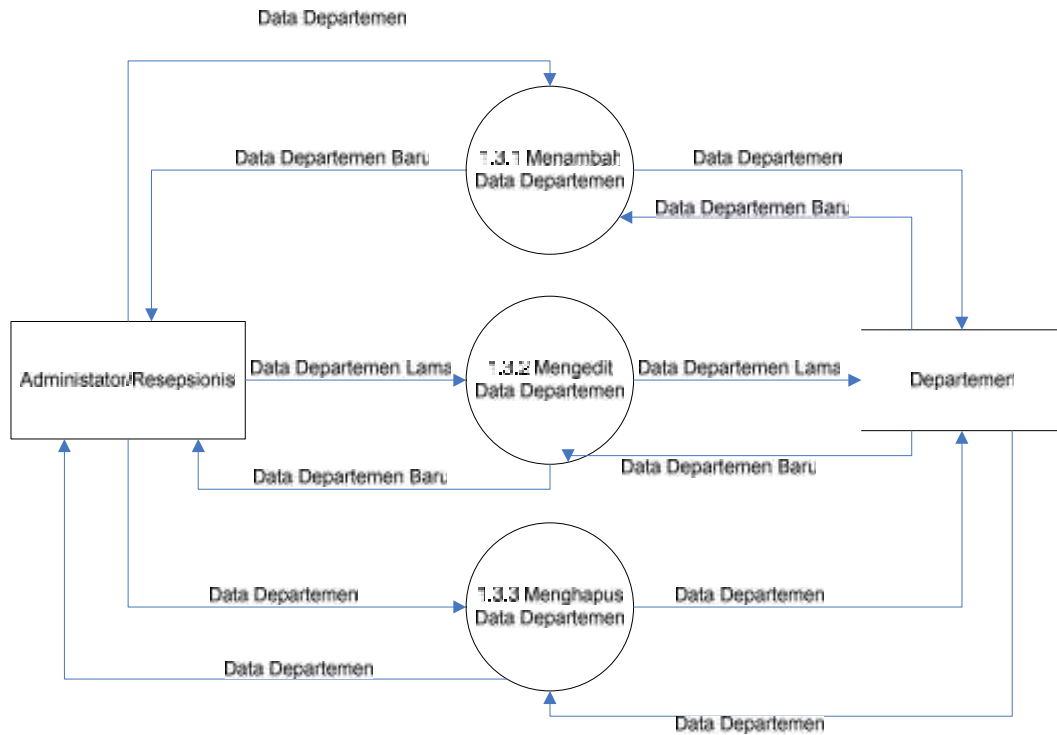 Data Departemen
Data Departemen Baru
1.3.1 Menambah
Data Departemen
Data Departemen
Data Departemen Baru
Administator/Resepsionis
Data Departemen Lama
1.3.2 Mengedit
Data Departemen
Data Departemen Lama
Departemen
Data Departemen Baru
Data Departemen Baru
Data Departemen
1.3.3 Menghapus
Data Departemen
Data Departemen
Data Departemen
Data Departemen